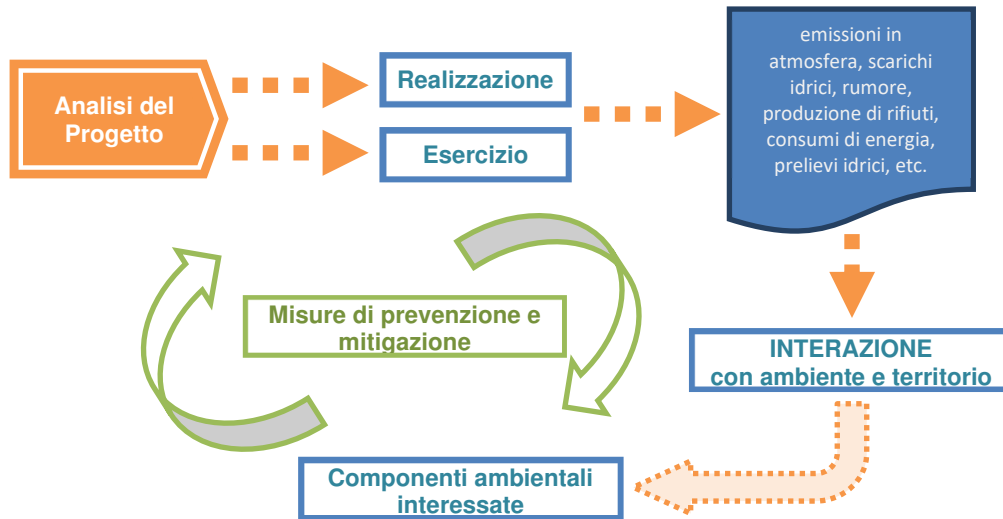 Analisi del
Progetto
Realizzazione
Esercizio
emissioni in
atmosfera, scarichi
idrici, rumore,
produzione di rifiuti,
consumi di energia,
prelievi idrici, etc.
INTERAZIONE
con ambiente e territorio
Componenti ambientali
interessate
Misure di prevenzione e
mitigazione